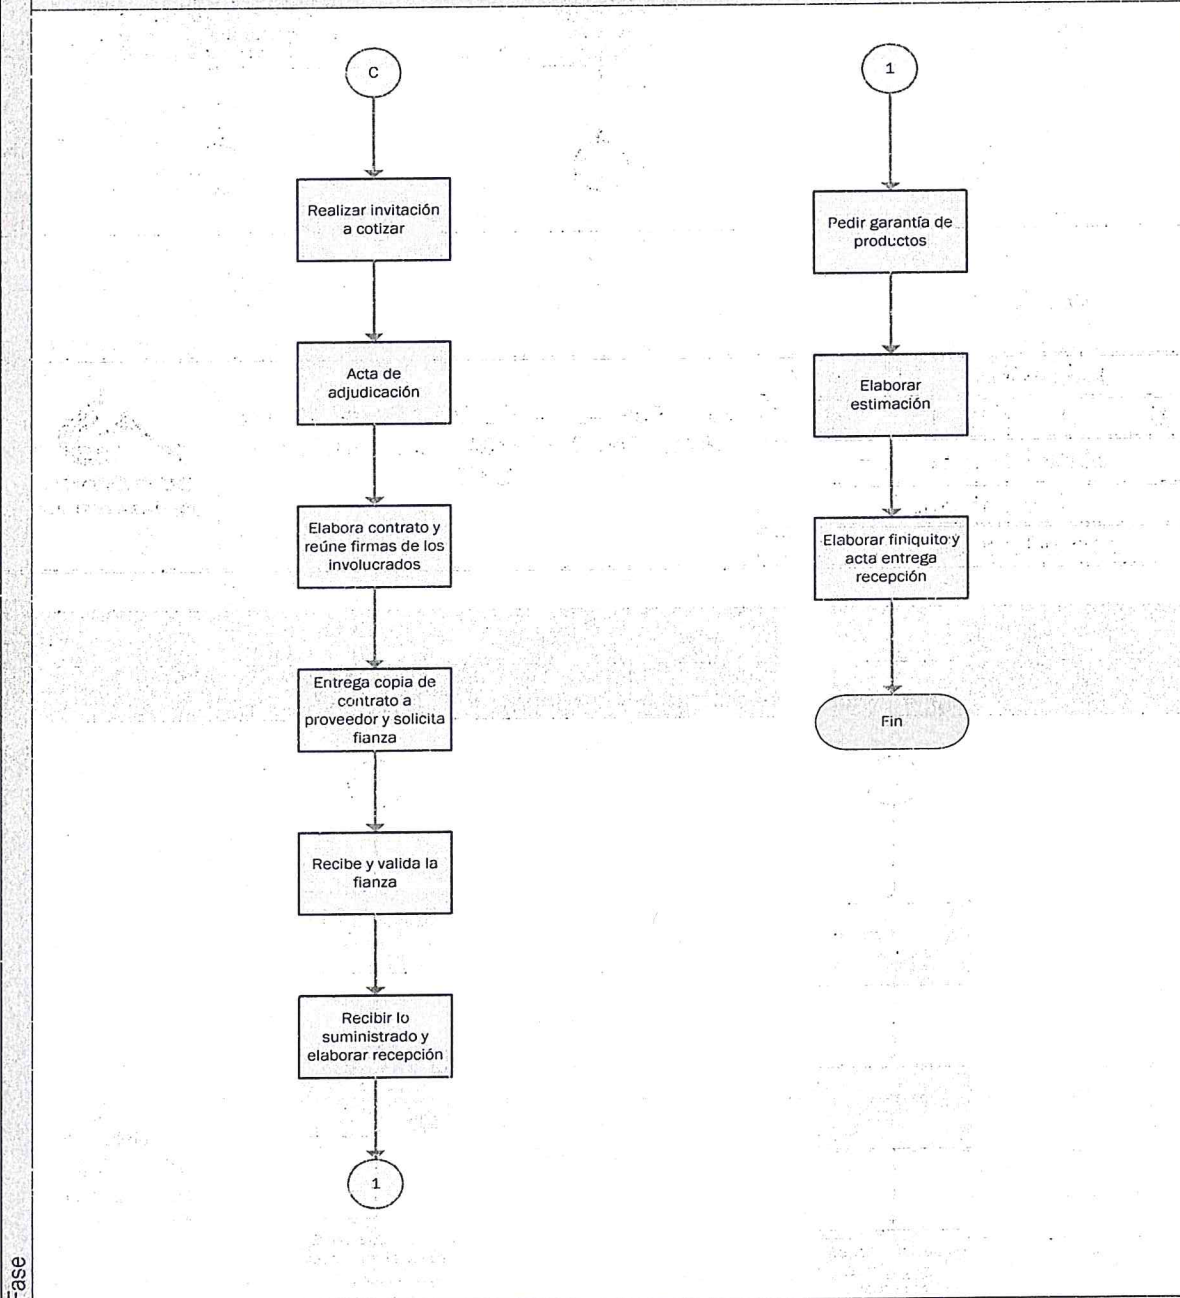 C
Realizar invitación
a cotizar
Acta de
adjudicación
Elabora contrato y
reúne firmas de los
involucrados
Entrega copia de
contrato a
proveedor y solicita
fianza
Recibe y valida la
fianza
Recibir lo
suministrado y
elaborar recepción
1
1
Pedir garantía de
productos
Elaborar
estimación
Elaborar finiquito y
acta entrega
recepción
Fin
Fase